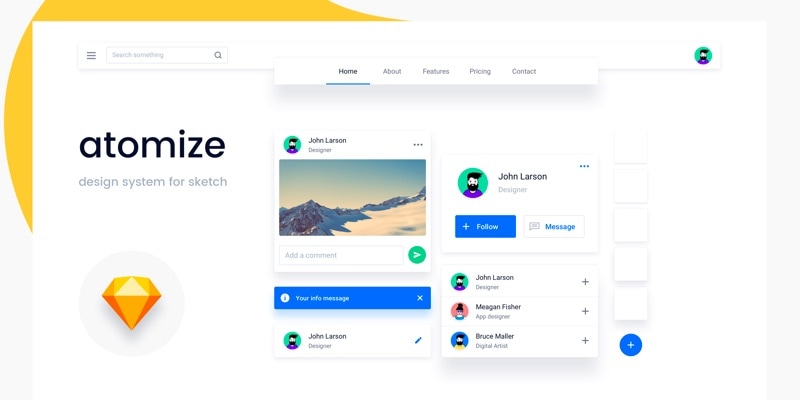 Search something
Home
About
Features
Pricing
Contact
atomize
design system for sketch
John Larson
Designer
Add a comment
Your info message
John Larson
Designer
John Larson
Designer
Follow
Message
John Larson
Designer
Meagan Fisher
App designer
Bruce Maller
Digital Artist